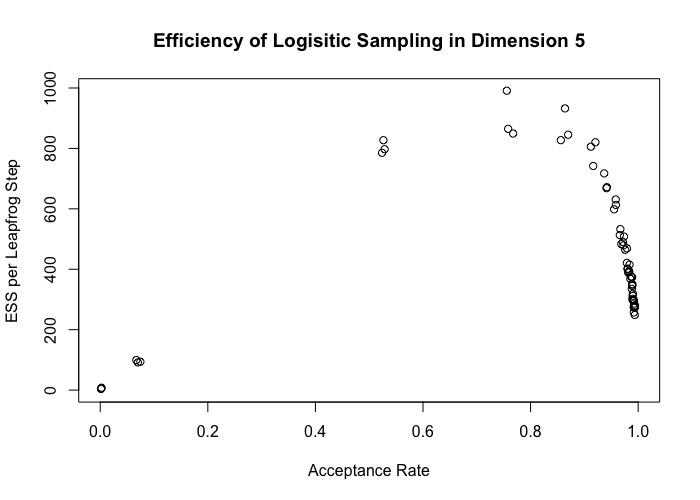 Efficiency of Logisitic Sampling in Dimension 5
1000
800
600
400
200
0
ESS per Leapfrog Step
0.0 0.2 0.4 0.6 0.8 1.0
Acceptance Rate